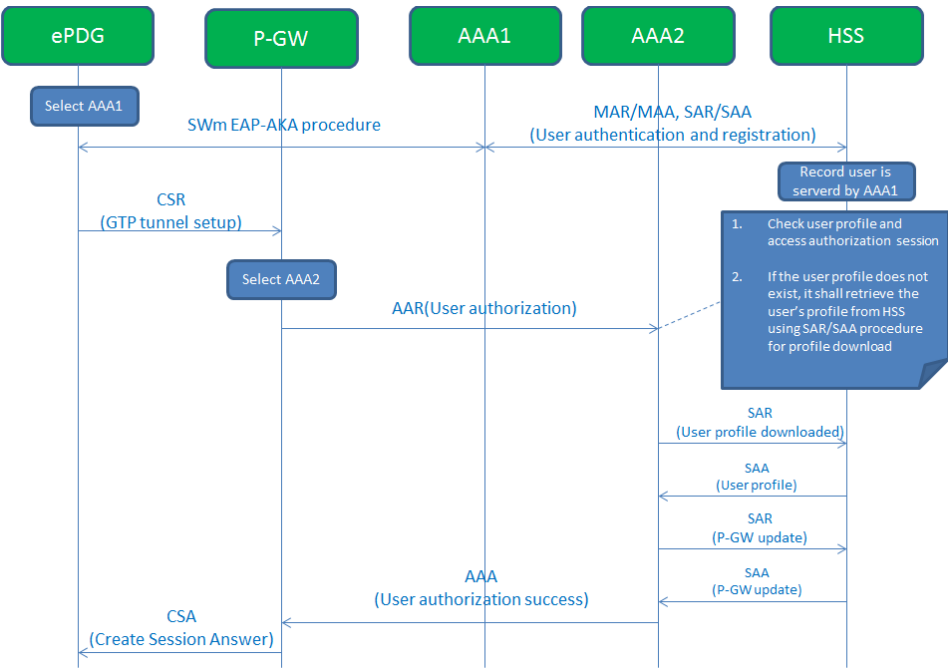 ePDG
P-GW
AAA1
AAA2
HSS
Select AAA1
SWm EAP-AKA procedure
MAR/MAA, SAR/SAA
(User authentication and registration)
Record user is
serverd by AAA1
CSR
(GTP tunnel setup)
1. Check user profile and
access authorization session
2. If the user profile does not
exist, it shall retrieve the
user's profile from HSS
using SAR/SAA procedure
for profile download
Select AAA2
AAR(User authorization)
SAR
(User profile downloaded)
SAA
(User profile)
SAR
(P-GW update)
SAA
(P-GW update)
AAA
(User authorization success)
CSA
(Create Session Answer)